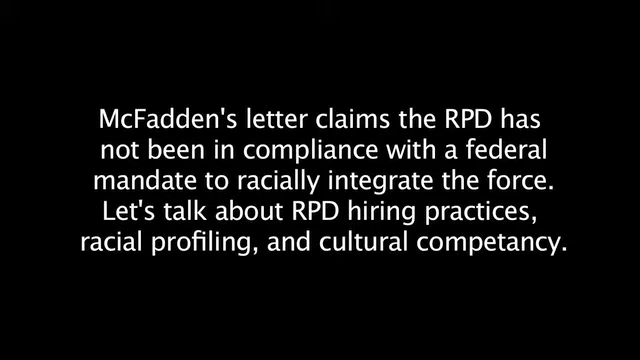 McFadden's letter claims the RPD has
not been in compliance with a federal
mandate to racially integrate the force.
Let's talk about RPD hiring practices,
racial profiling, and cultural competancy.